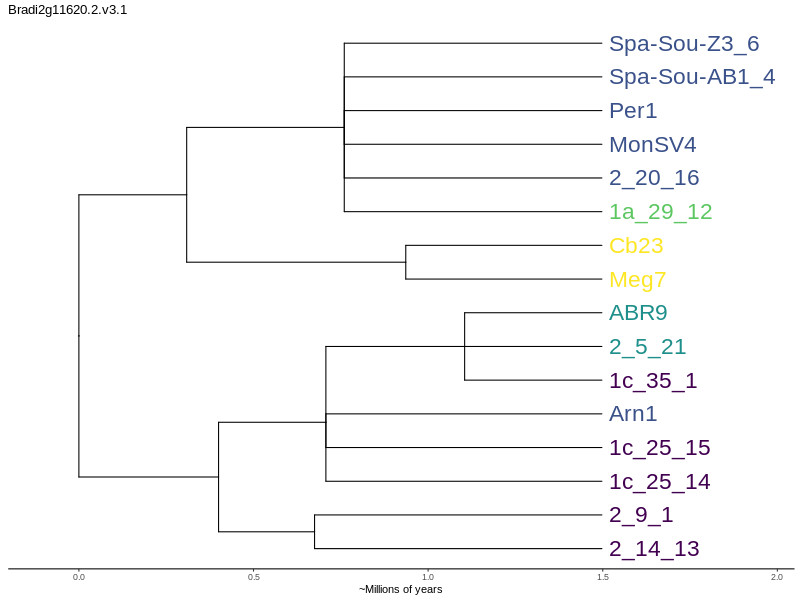 Bradi2g11620.2.v3.1
Spa-Sou-Z3_6
Spa-Sou-AB1_4
Per1
MonSV4
2_20_16
1a_29_12
Cb23
Meg7
ABR9
2_5_21
1c_35_1
Arn1
1c_25_15
1c_25_14
2_9_1
2_14_13
0.0 0.5 1.0 1.5 2.0
~Millions of years